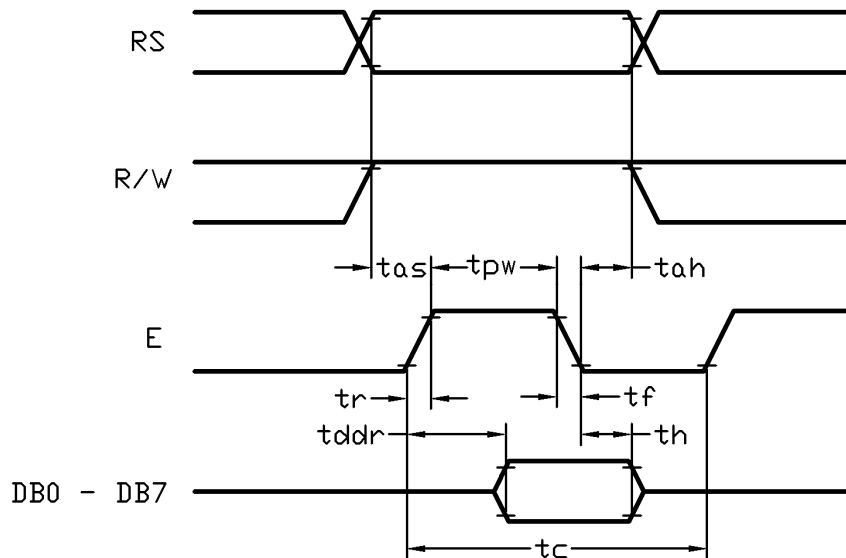 RS
R/W
tas tpw tah
E
tr tf
tddr th
DB0 - DB7
tc